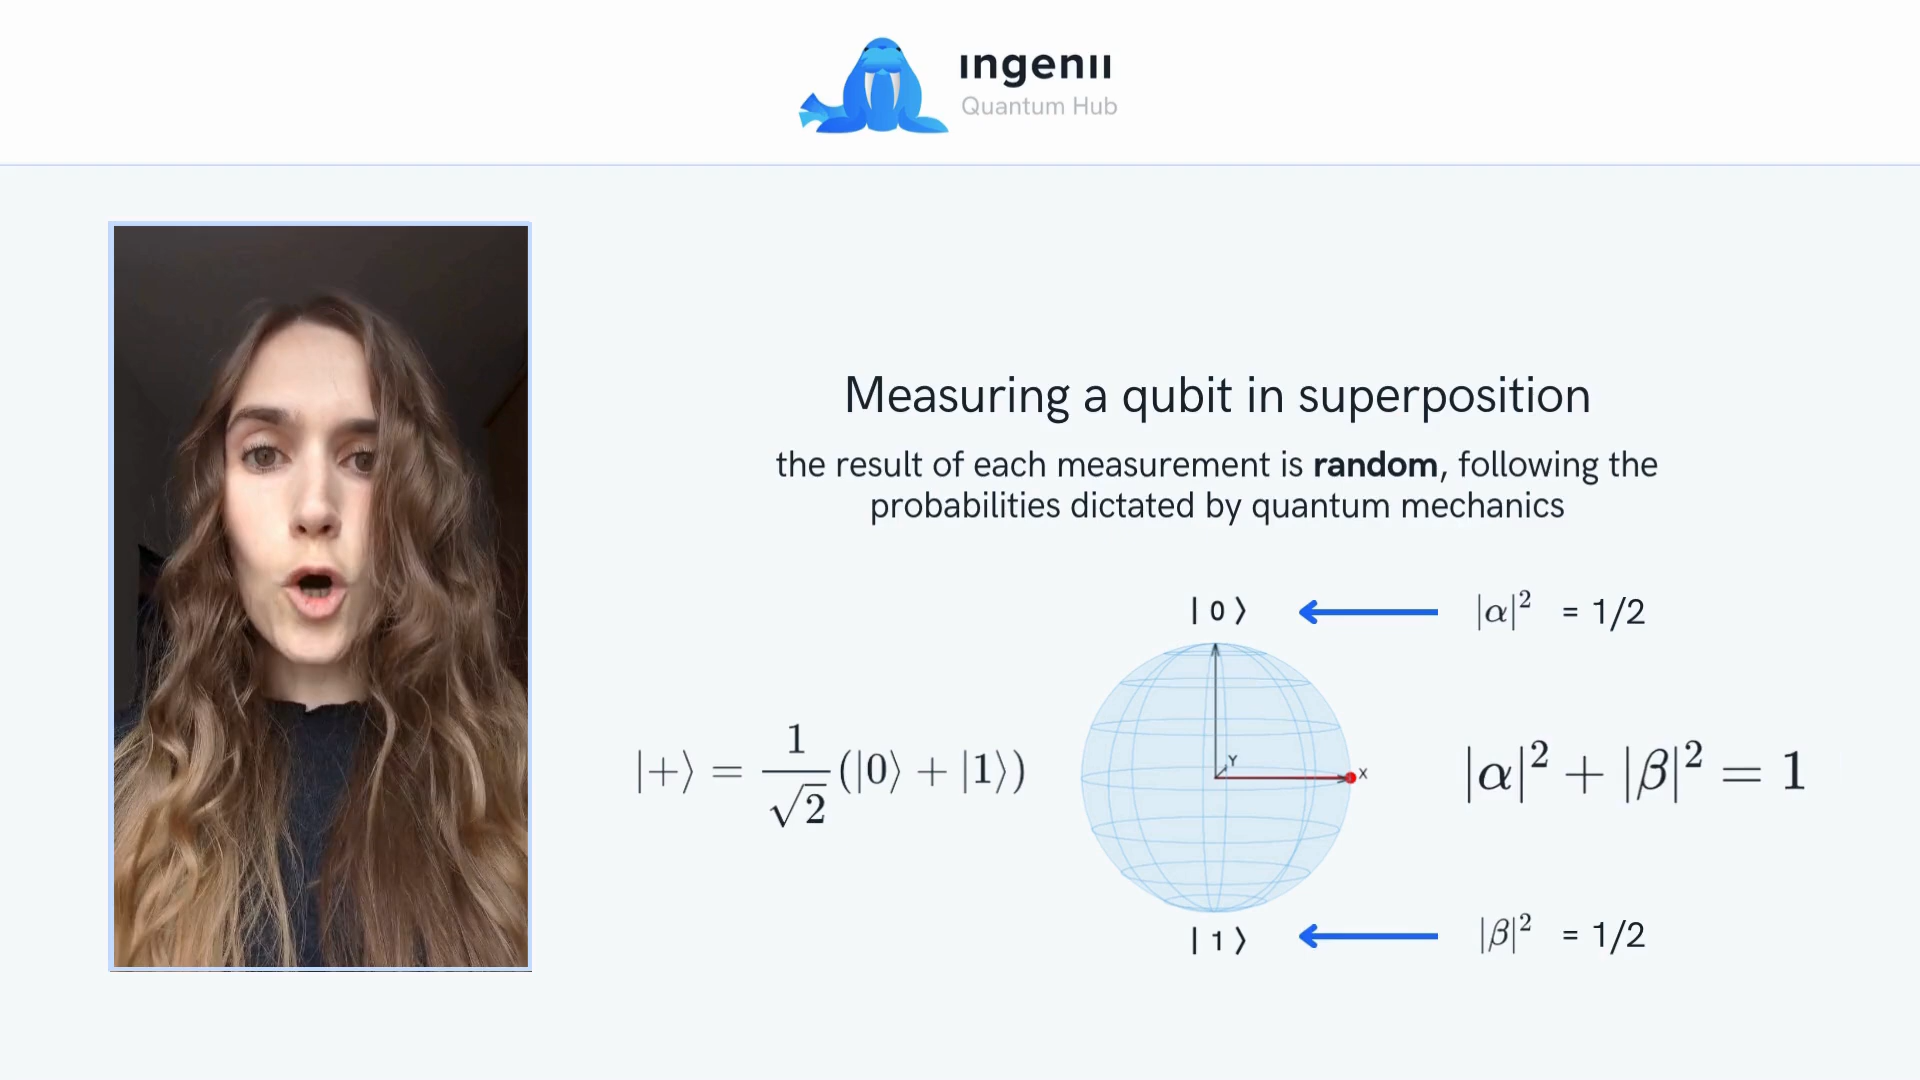 ıngenıı
Quantum Hub
Measuring a qubit in superposition
the result of each measurement is random, following the
probabilities dictated by quantum mechanics
| 0 ⟩
|α|² = 1/2
Y
X
|+⟩ = 1/√2 (|0⟩ + |1⟩)
|α|² + |β|² = 1
| 1 ⟩
|β|² = 1/2